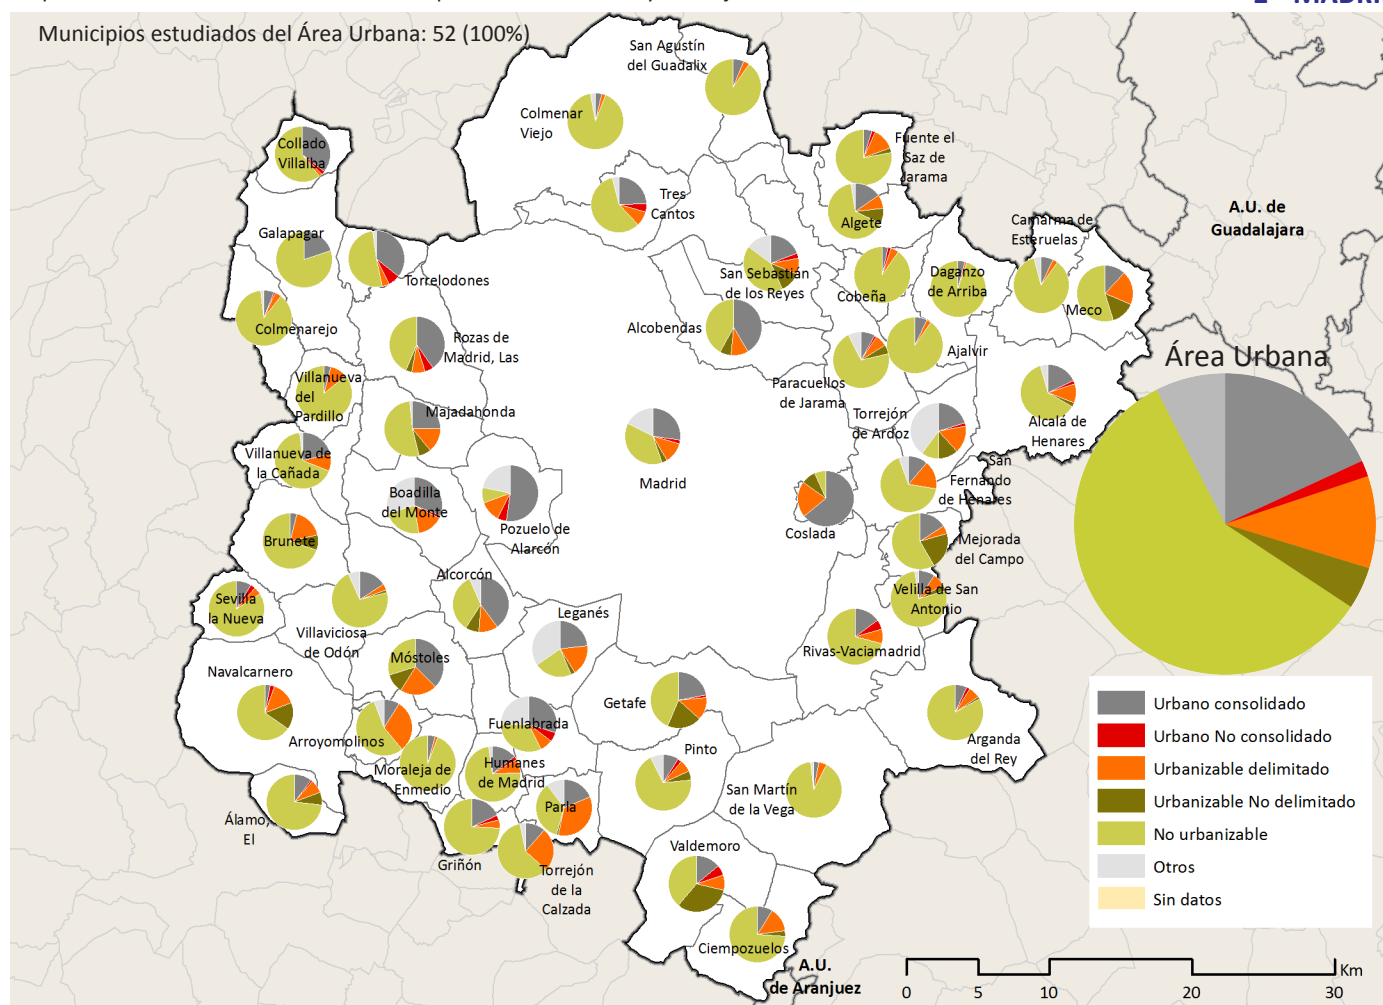 Municipios estudiados del Área Urbana: 52 (100%)
San Agustín
del Guadalix
Colmenar
Viejo
Collado
Villalba
Fuente el
Saz de
Jarama
Tres
Cantos
Algete
A.U. de
Guadalajara
Camarma de
Esteruelas
Galapagar
Torrelodones
San Sebastián
de los Reyes
Cobeña
Daganzo
de Arriba
Meco
Colmenarejo
Alcobendas
Rozas de
Madrid, Las
Ajalvir
Área Urbana
Villanueva
del
Pardillo
Paracuellos
de Jarama
Majadahonda
Torrejón
de Ardoz
Alcalá de
Henares
Villanueva de
la Cañada
Madrid
San
Fernando
de Henares
Boadilla
del Monte
Pozuelo de
Alarcón
Coslada
Brunete
Mejorada
del Campo
Alcorcón
Velilla de San
Antonio
Sevilla
la Nueva
Leganés
Villaviciosa
de Odón
Rivas-Vaciamadrid
Móstoles
Navalcarnero
Getafe
Fuenlabrada
Arroyomolinos
Pinto
Arganda
del Rey
Moraleja de
Enmedio
Humanes
de Madrid
San Martín
de la Vega
Parla
Álamo,
El
Griñón
Torrejón
de la
Calzada
Valdemoro
Ciempozuelos
A.U.
de Aranjuez
Urbano consolidado
Urbano No consolidado
Urbanizable delimitado
Urbanizable No delimitado
No urbanizable
Otros
Sin datos
Km
0 5 10 20 30